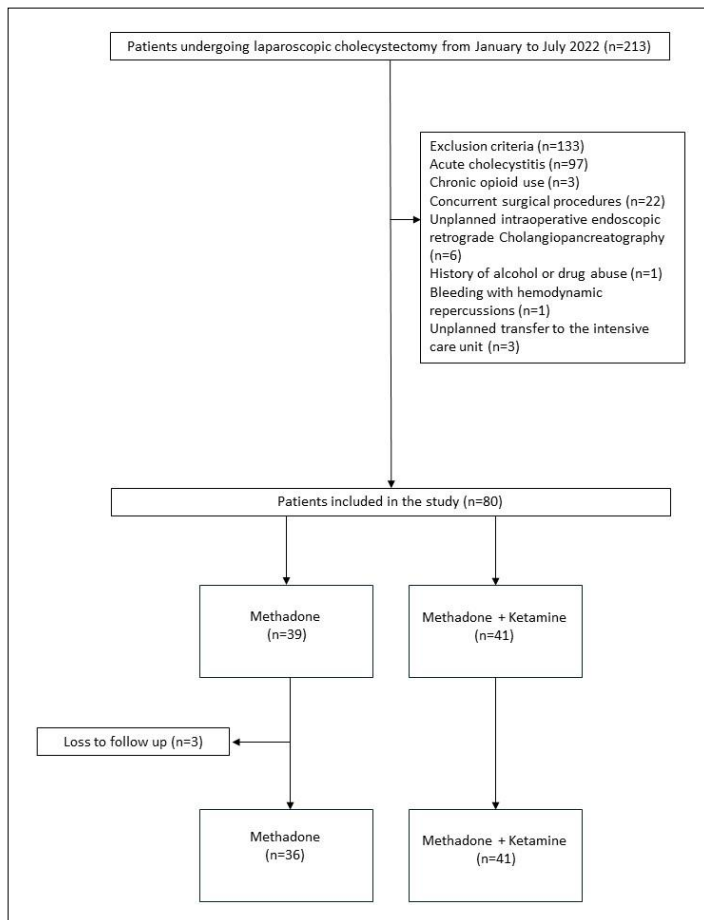 Patients undergoing laparoscopic cholecystectomy from January to July 2022 (n=213)
Exclusion criteria (n=133)
Acute cholecystitis (n=97)
Chronic opioid use (n=3)
Concurrent surgical procedures (n=22)
Unplanned intraoperative endoscopic
retrograde Cholangiopancreatography
(n=6)
History of alcohol or drug abuse (n=1)
Bleeding with hemodynamic
repercussions (n=1)
Unplanned transfer to the intensive
care unit (n=3)
Patients included in the study (n=80)
Methadone
(n=39)
Methadone + Ketamine
(n=41)
Loss to follow up (n=3)
Methadone
(n=36)
Methadone + Ketamine
(n=41)